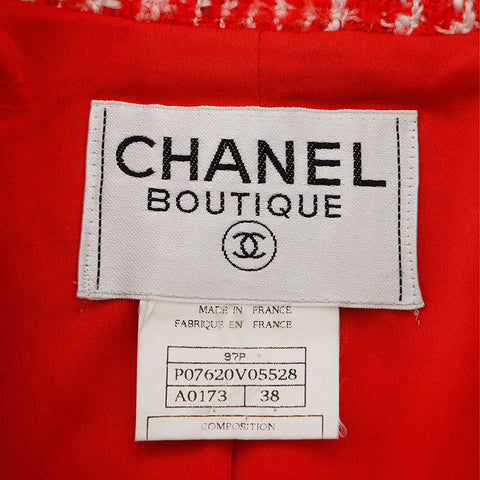 CHANEL
BOUTIQUE
MADE IN FRANCE
FABRIQUE EN FRANCE
97P
P07620V05528
A0173 38
COMPOSITION